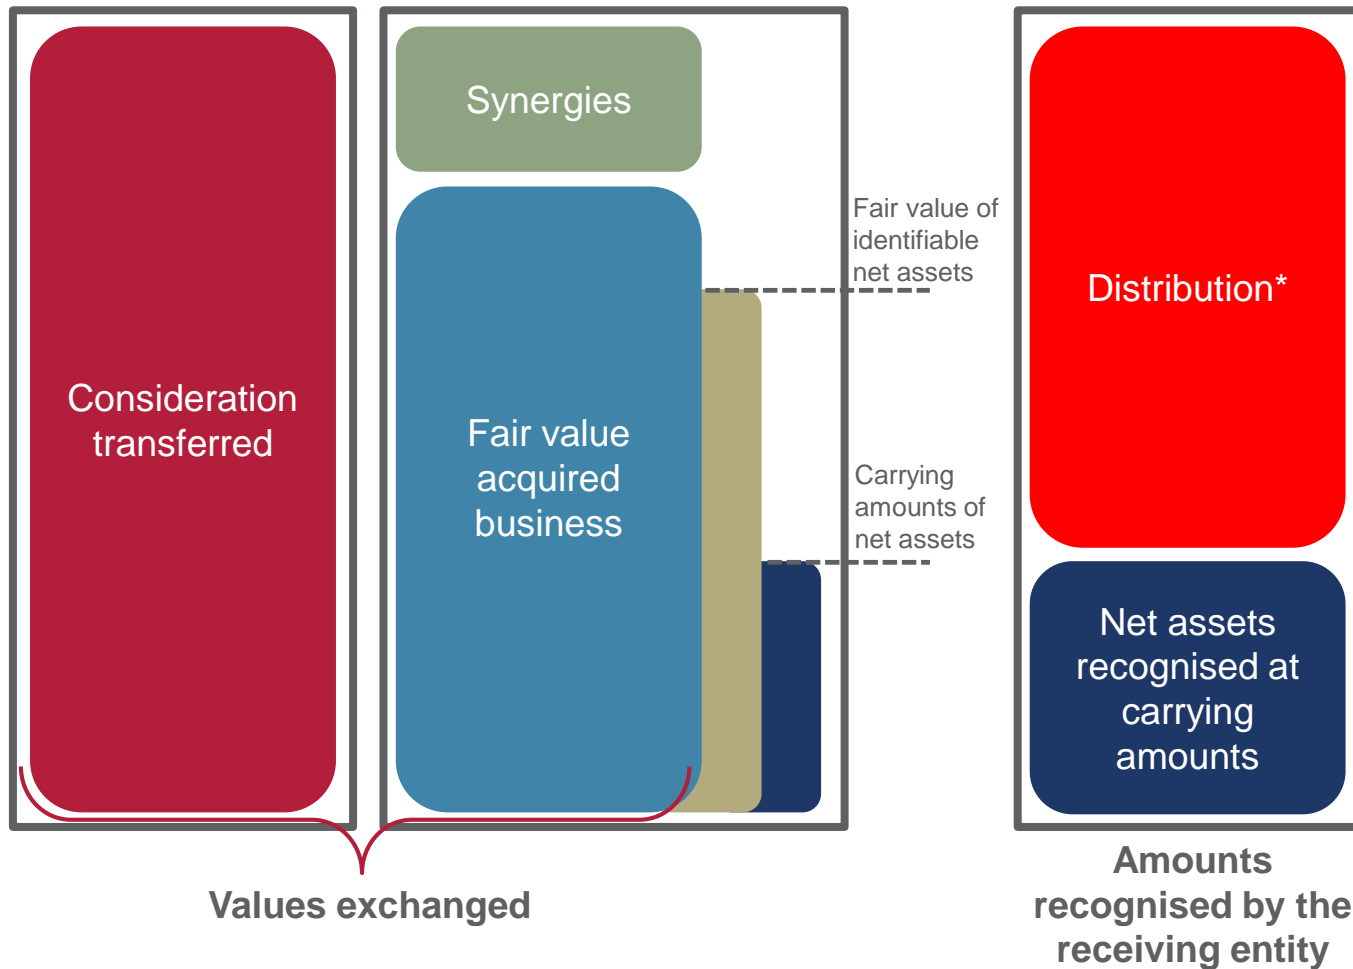 Consideration
transferred
Synergies
Fair value
acquired
business
Fair value of
identifiable
net assets
Carrying
amounts of
net assets
Distribution*
Net assets
recognised at
carrying
amounts
Values exchanged
Amounts
recognised by the
receiving entity